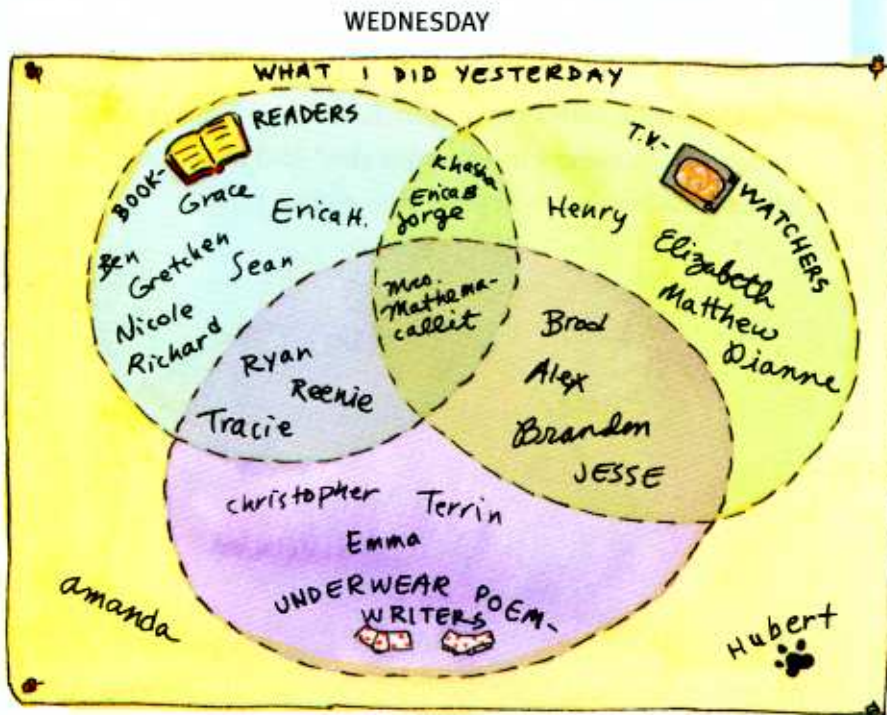 WEDNESDAY
WHAT I DID YESTERDAY
BOOK-READERS
Grace
Erica H.
Ben
Gretchen
Sean
Nicole
Richard
Khasha
Erica B
Jorge
T.V.-WATCHERS
Henry
Elizabeth
Matthew
Dianne
Mrs.
Mathema-
callit
Ryan
Reenie
Tracie
Brad
Alex
Brandon
JESSE
Christopher
Terrin
Emma
UNDERWEAR POEM-
WRITERS
amanda
Hubert